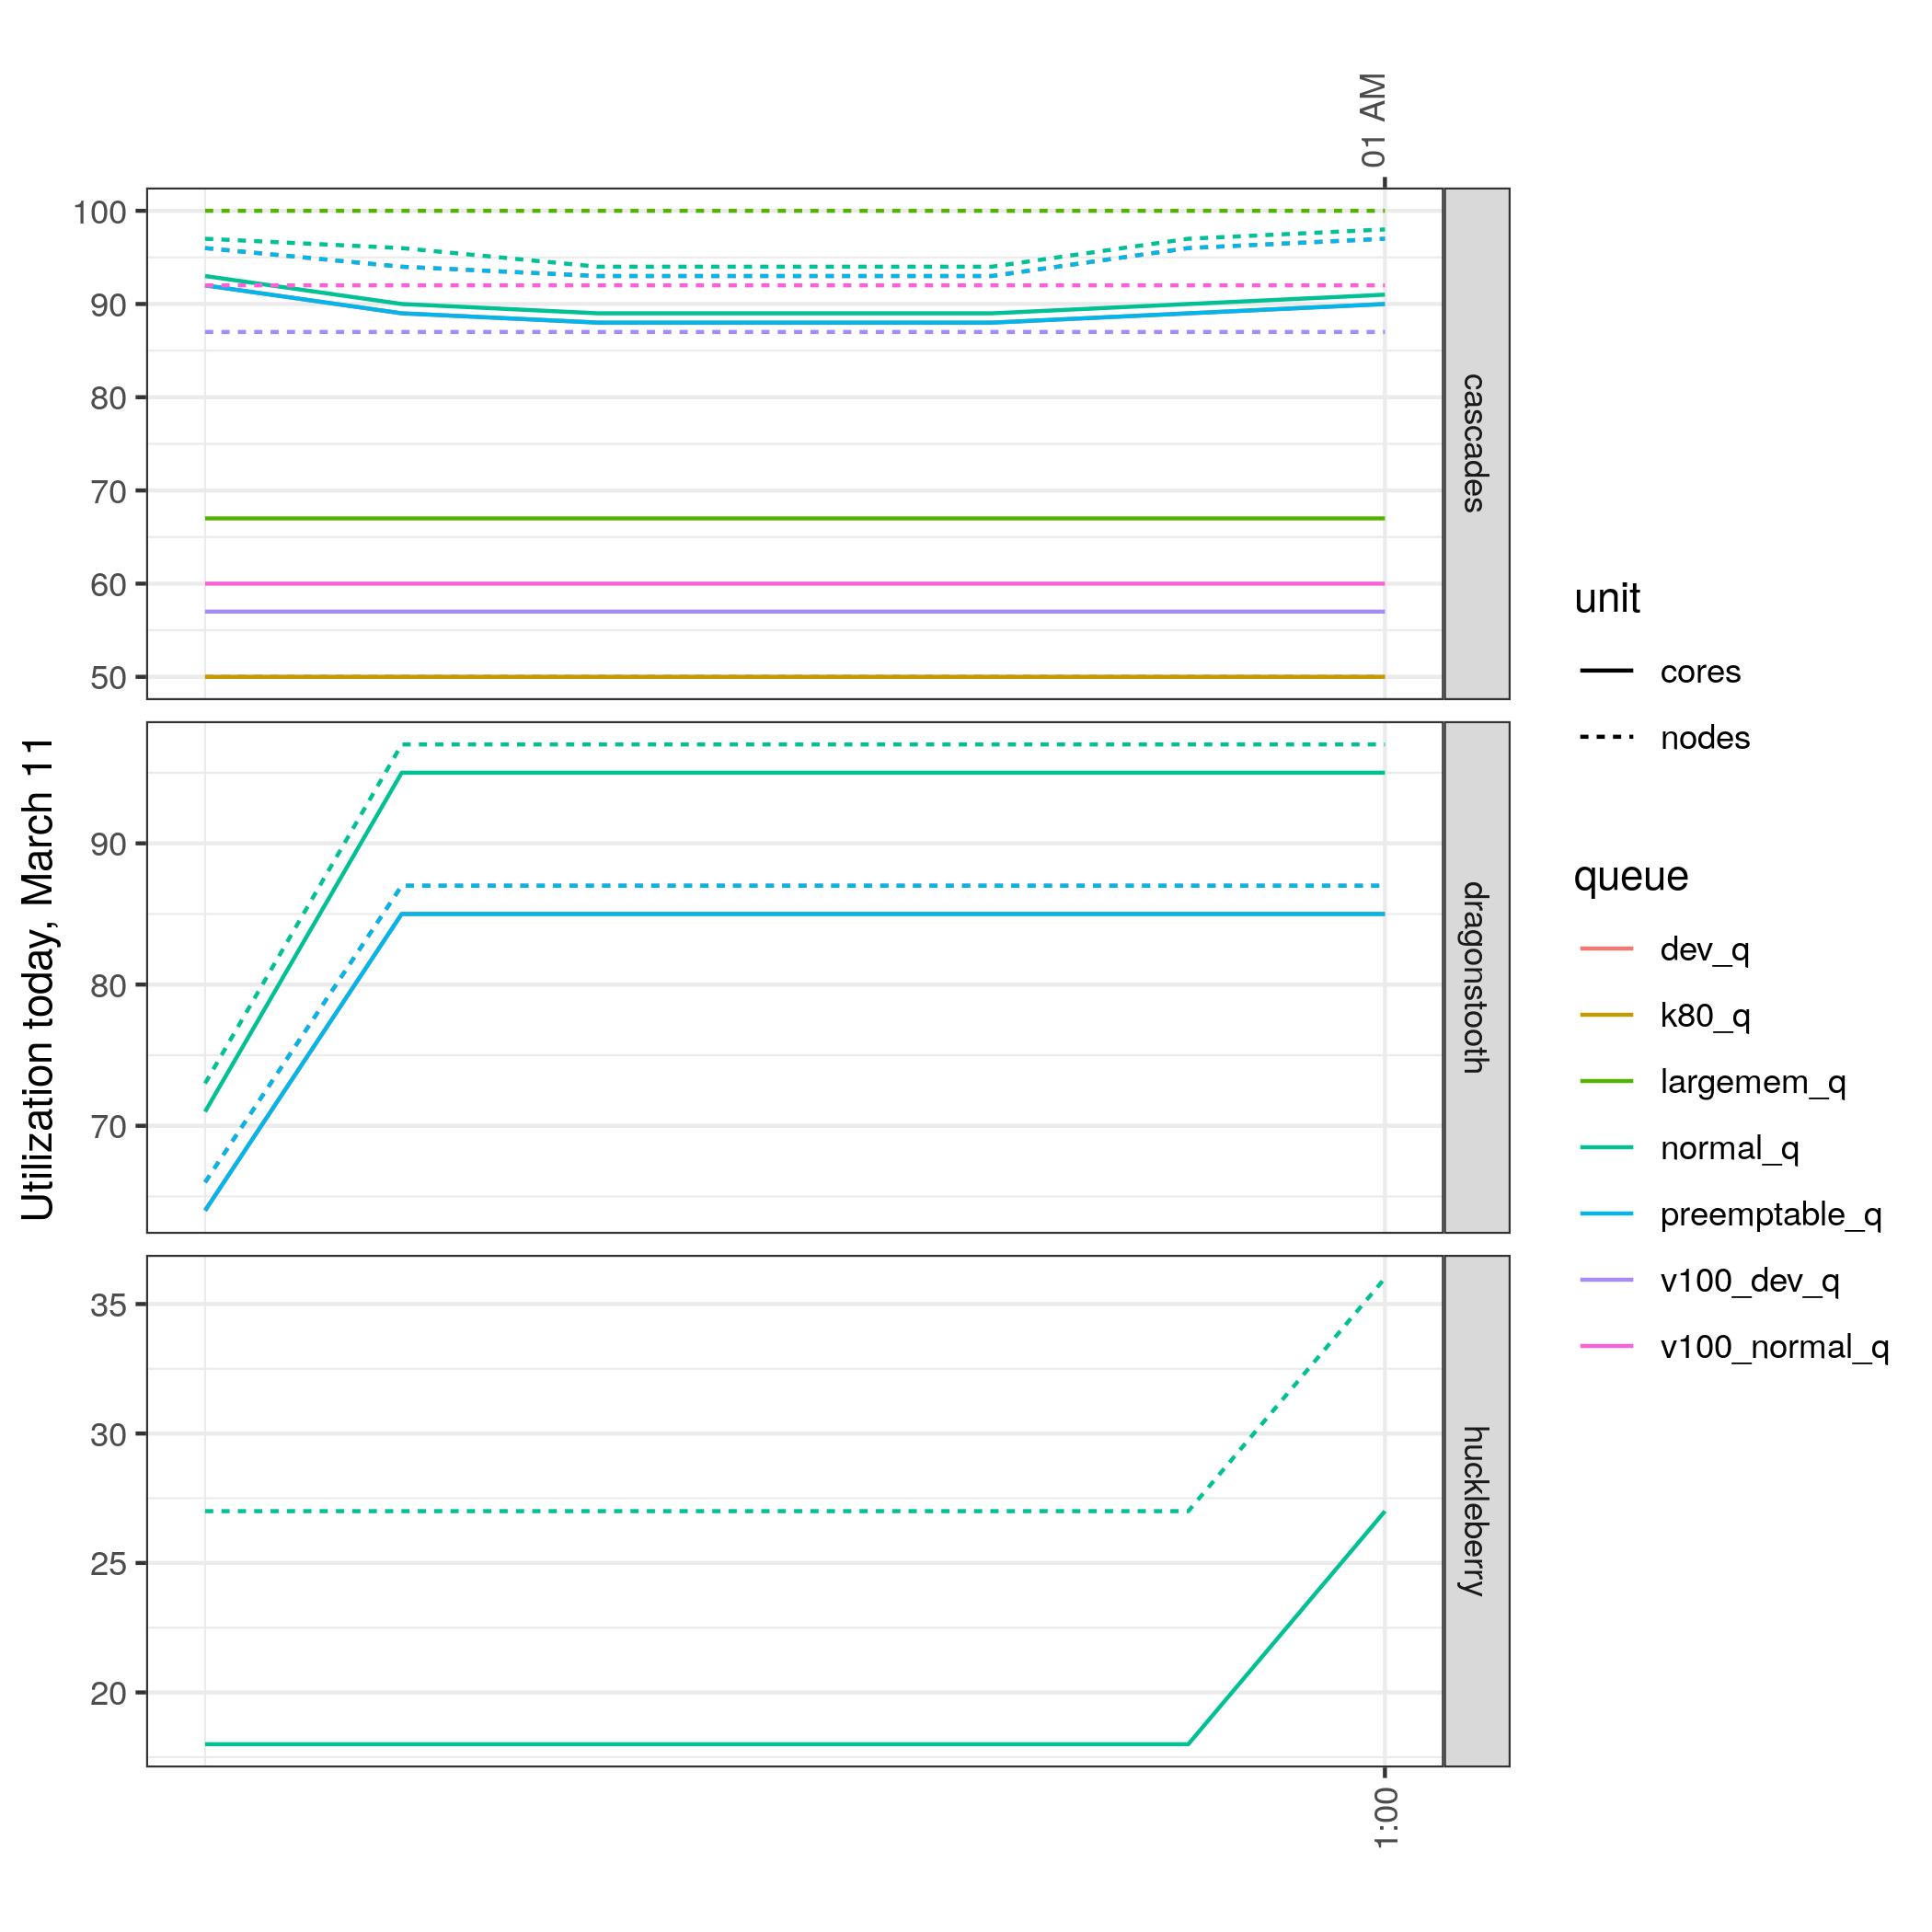 01 AM
100
90
80
70
60
50
cascades
Utilization today, March 11
90
80
70
dragonstooth
35
30
25
20
huckleberry
1:00
unit
cores
nodes
queue
dev_q
k80_q
largemem_q
normal_q
preemptable_q
v100_dev_q
v100_normal_q